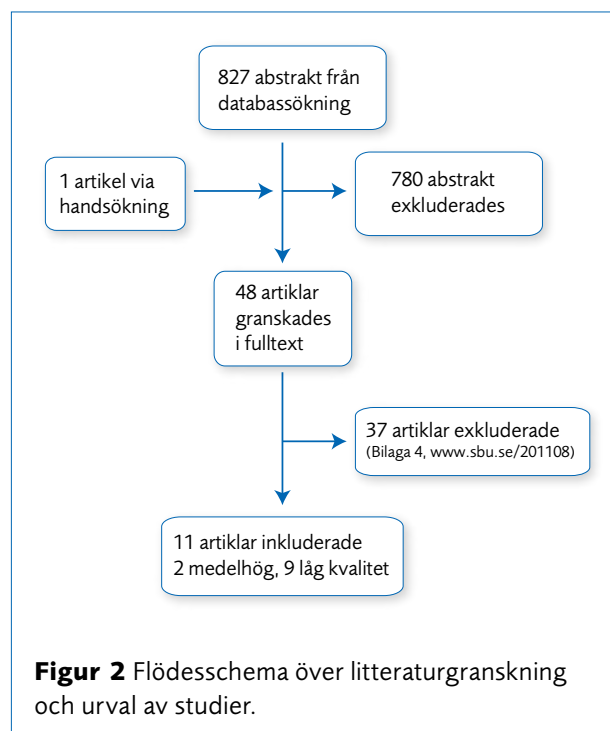 827 abstrakt från
databassökning
1 artikel via
handsökning
780 abstrakt
exkluderades
48 artiklar
granskades
i fulltext
37 artiklar exkluderade
(Bilaga 4, www.sbu.se/201108)
11 artiklar inkluderade
2 medelhög, 9 låg kvalitet
Figur 2 Flödesschema över litteraturgranskning
och urval av studier.